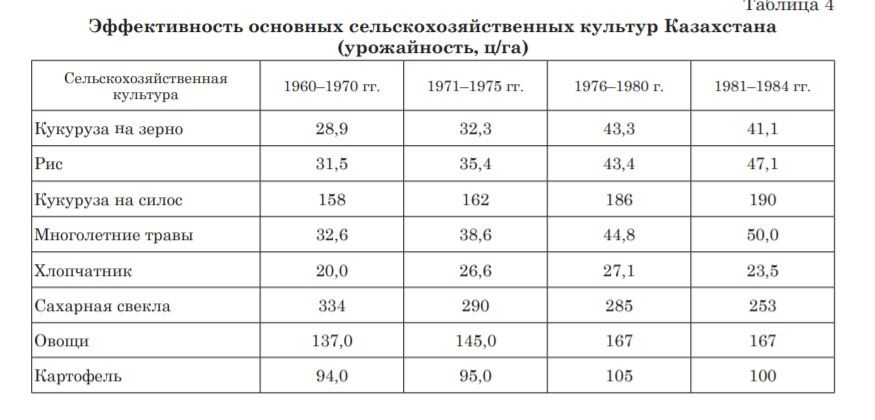 Таблица 4
Эффективность основных сельскохозяйственных культур Казахстана
(урожайность, ц/га)
Сельскохозяйственная
культура
1960–1970 гг.
1971–1975 гг.
1976–1980 г.
1981–1984 гг.
Кукуруза на зерно 28,9 32,3 43,3 41,1
Рис 31,5 35,4 43,4 47,1
Кукуруза на силос 158 162 186 190
Многолетние травы 32,6 38,6 44,8 50,0
Хлопчатник 20,0 26,6 27,1 23,5
Сахарная свекла 334 290 285 253
Овощи 137,0 145,0 167 167
Картофель 94,0 95,0 105 100